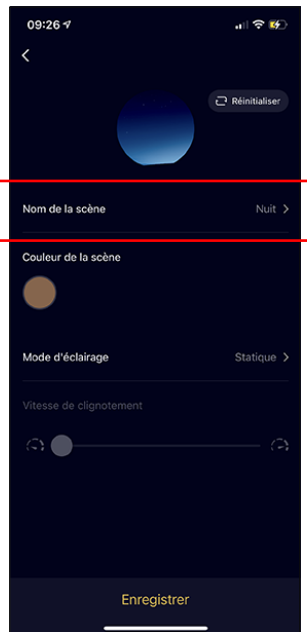 09:26
Réinitialiser
Nom de la scène Nuit
Couleur de la scène
Mode d'éclairage Statique
Vitesse de clignotement
Enregistrer